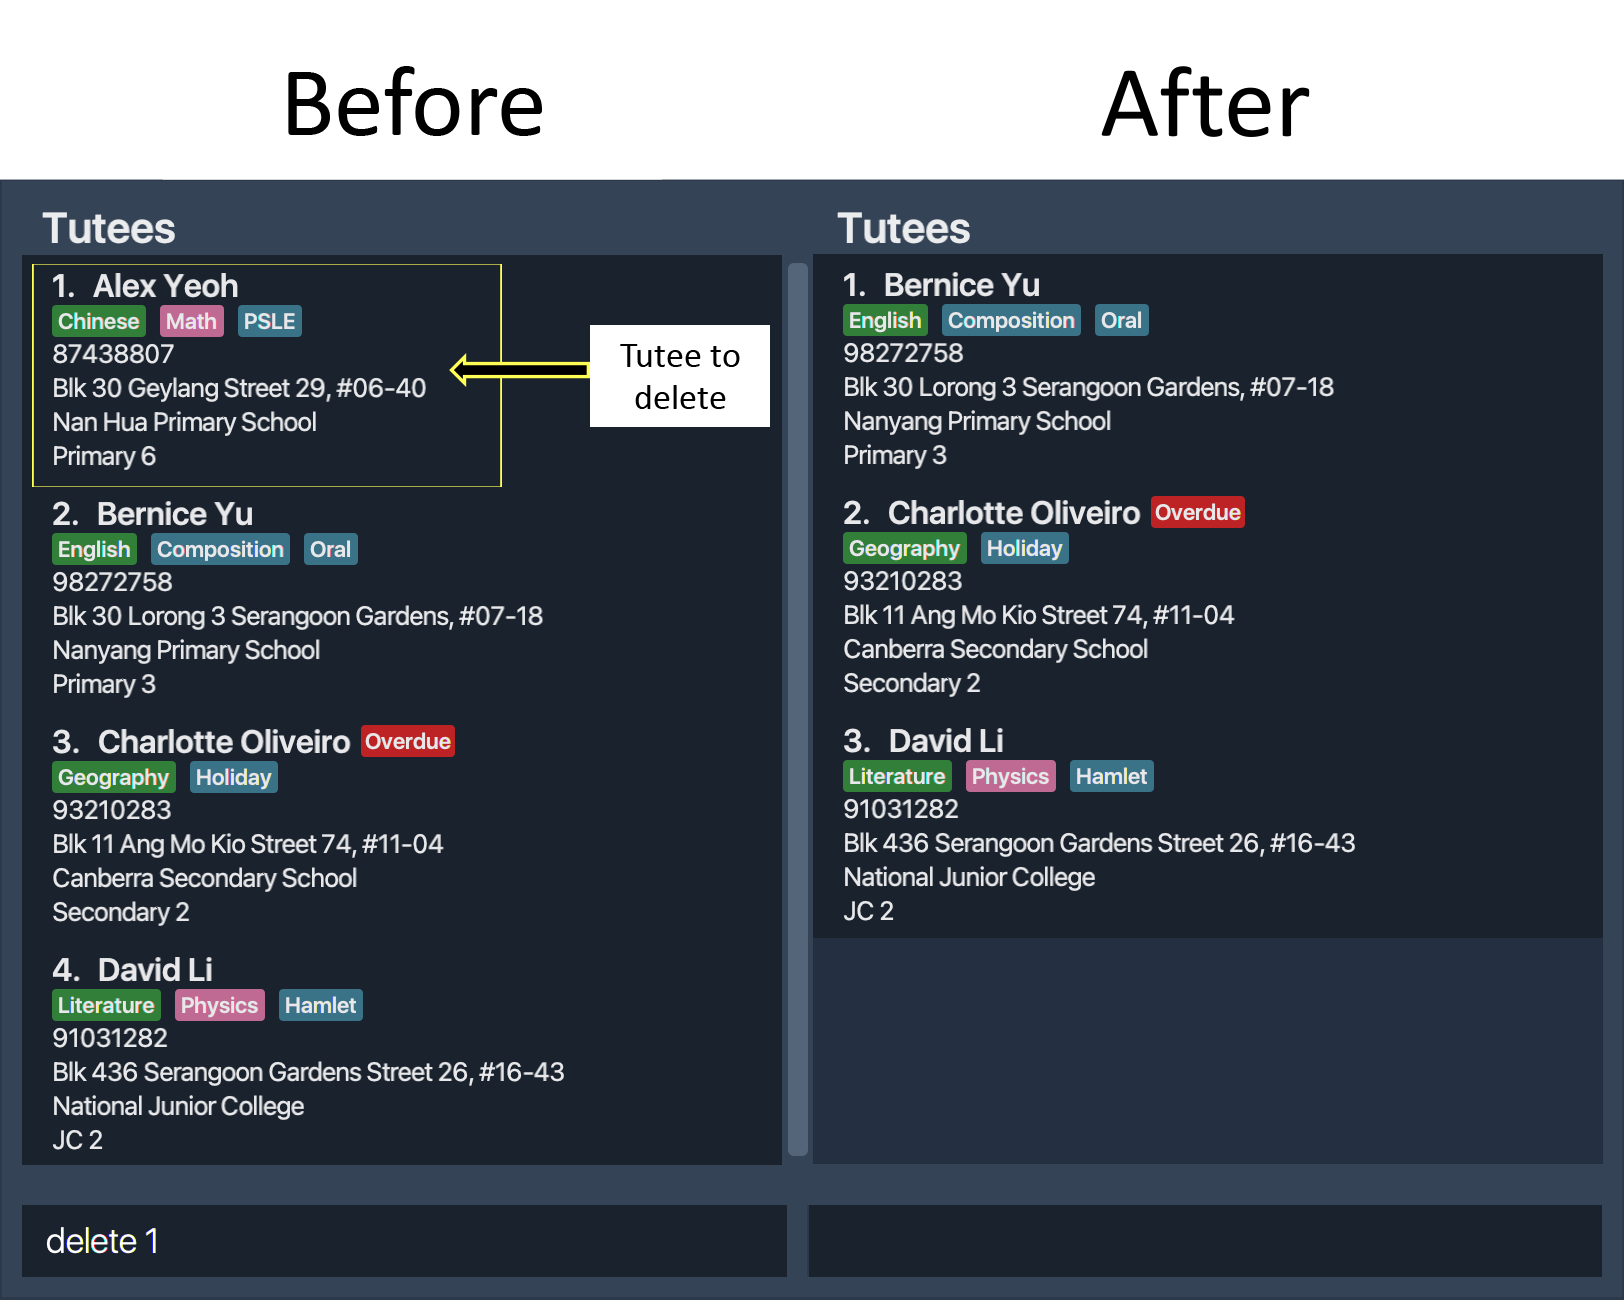 Before
After
Tutees
1. Alex Yeoh
Chinese Math PSLE
87438807
Blk 30 Geylang Street 29, #06-40
Nan Hua Primary School
Primary 6
Tutee to
delete
2. Bernice Yu
English Composition Oral
98272758
Blk 30 Lorong 3 Serangoon Gardens, #07-18
Nanyang Primary School
Primary 3
3. Charlotte Oliveiro Overdue
Geography Holiday
93210283
Blk 11 Ang Mo Kio Street 74, #11-04
Canberra Secondary School
Secondary 2
4. David Li
Literature Physics Hamlet
91031282
Blk 436 Serangoon Gardens Street 26, #16-43
National Junior College
JC 2
delete 1
Tutees
1. Bernice Yu
English Composition Oral
98272758
Blk 30 Lorong 3 Serangoon Gardens, #07-18
Nanyang Primary School
Primary 3
2. Charlotte Oliveiro Overdue
Geography Holiday
93210283
Blk 11 Ang Mo Kio Street 74, #11-04
Canberra Secondary School
Secondary 2
3. David Li
Literature Physics Hamlet
91031282
Blk 436 Serangoon Gardens Street 26, #16-43
National Junior College
JC 2